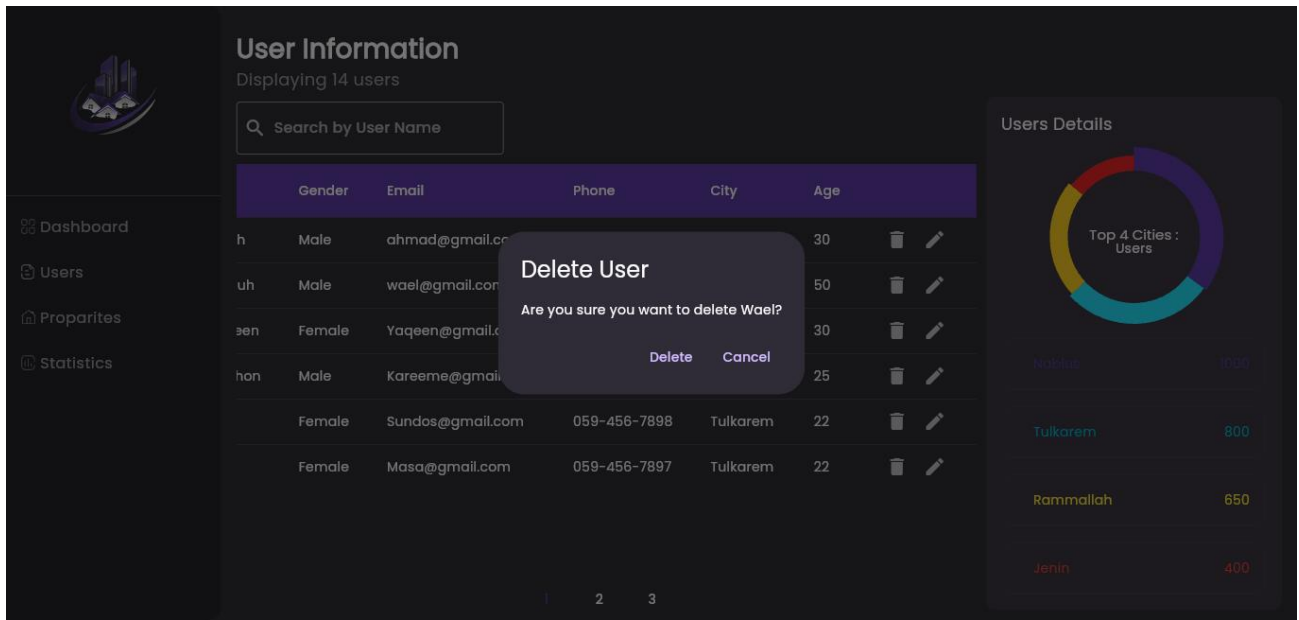 User Information
Displaying 14 users
Search by User Name
Gender Email Phone City Age
h Male ahmad@gmail.co 30
uh Male wael@gmail.con 50
een Female Yaqeen@gmail.c 30
hon Male Kareeme@gmail 25
Female Sundos@gmail.com 059-456-7898 Tulkarem 22
Female Masa@gmail.com 059-456-7897 Tulkarem 22
1 2 3
Dashboard
Users
Proparites
Statistics
Delete User
Are you sure you want to delete Wael?
Delete Cancel
Users Details
Top 4 Cities :
Users
Nablus 1000
Tulkarem 800
Rammallah 650
Jenin 400